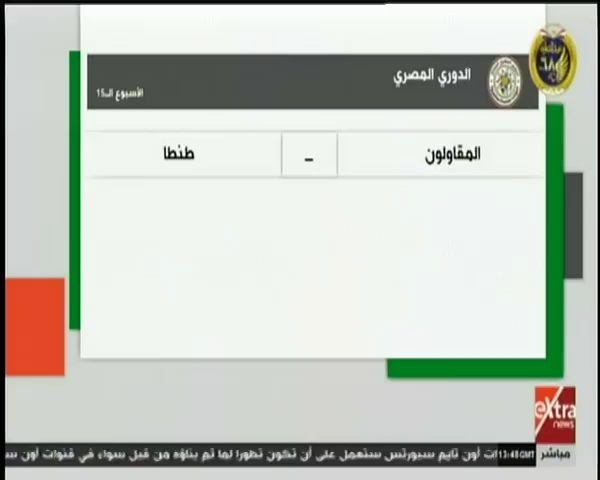 الدوري المصري
الأسبوع الـ15
المقاولون - طنطا
eXtra
news
مباشر
13:48 GMT
ت أون تايم سبورتس ستعمل على أن تكون تطورا لما تم بناؤه من قبل سواء في قنوات أون سب